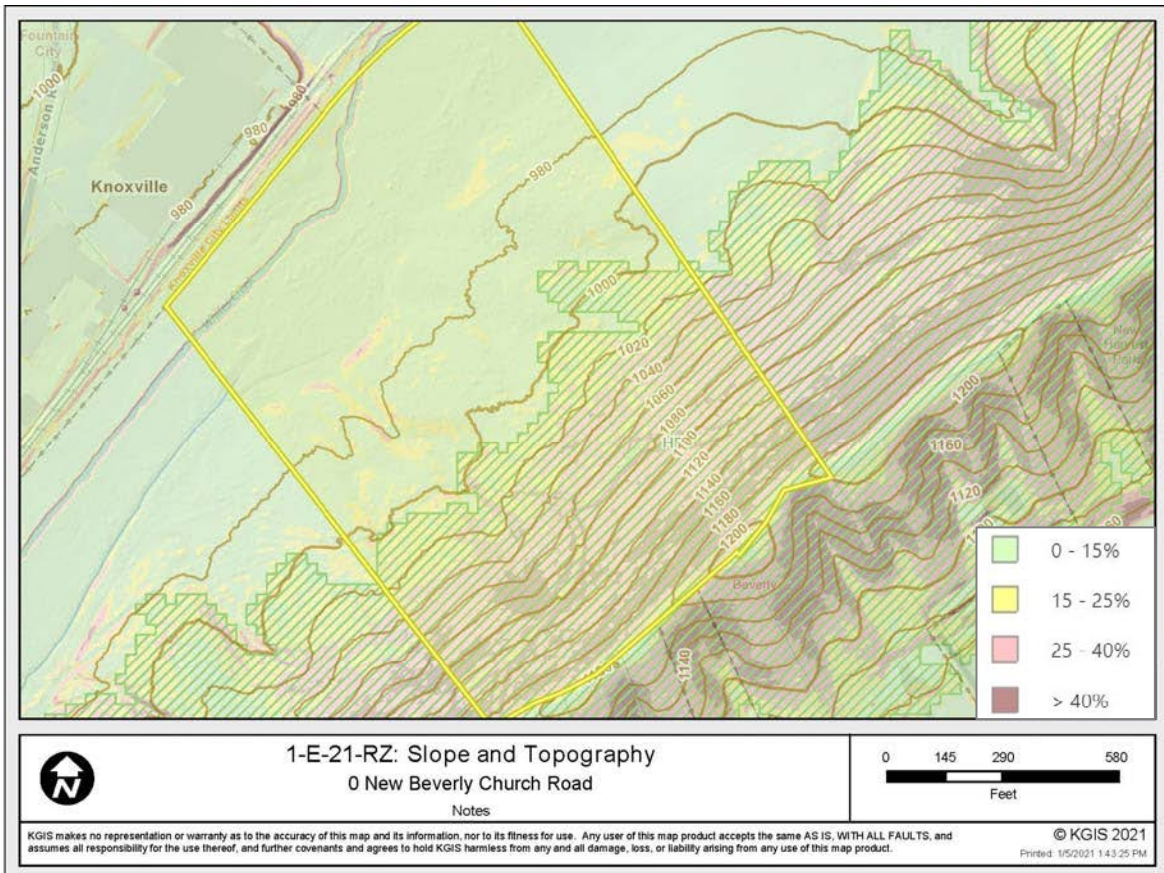 Fountain
City
1000
Anderson R
980
980
Knoxville
980
980
Knoxville City Limits
1000
1020
1040
1060
1080
1100
HP
1120
1140
1160
1180
1200
Beverly
1140
1200
1160
1120
New
Harvest
0 - 15%
15 - 25%
25 - 40%
> 40%
N
1-E-21-RZ: Slope and Topography
0 New Beverly Church Road
Notes
0 145 290 580
Feet
KGIS makes no representation or warranty as to the accuracy of this map and its information, nor to its fitness for use. Any user of this map product accepts the same AS IS, WITH ALL FAULTS, and
assumes all responsibility for the use thereof, and further covenants and agrees to hold KGIS harmless from any and all damage, loss, or liability arising from any use of this map product.
© KGIS 2021
Printed: 1/5/2021 1:43:25 PM